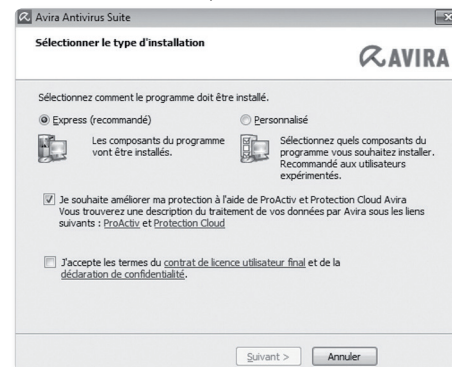 Avira Antivirus Suite
Sélectionner le type d'installation
AVIRA
Sélectionnez comment le programme doit être installé.
Express (recommandé)
Les composants du programme
vont être installés.
Personnalisé
Sélectionnez quels composants du
programme vous souhaitez installer.
Recommandé aux utilisateurs
expérimentés.
Je souhaite améliorer ma protection à l'aide de ProActiv et Protection Cloud Avira
Vous trouverez une description du traitement de vos données par Avira sous les liens
suivants : ProActiv et Protection Cloud
J'accepte les termes du contrat de licence utilisateur final et de la
déclaration de confidentialité.
Suivant >
Annuler